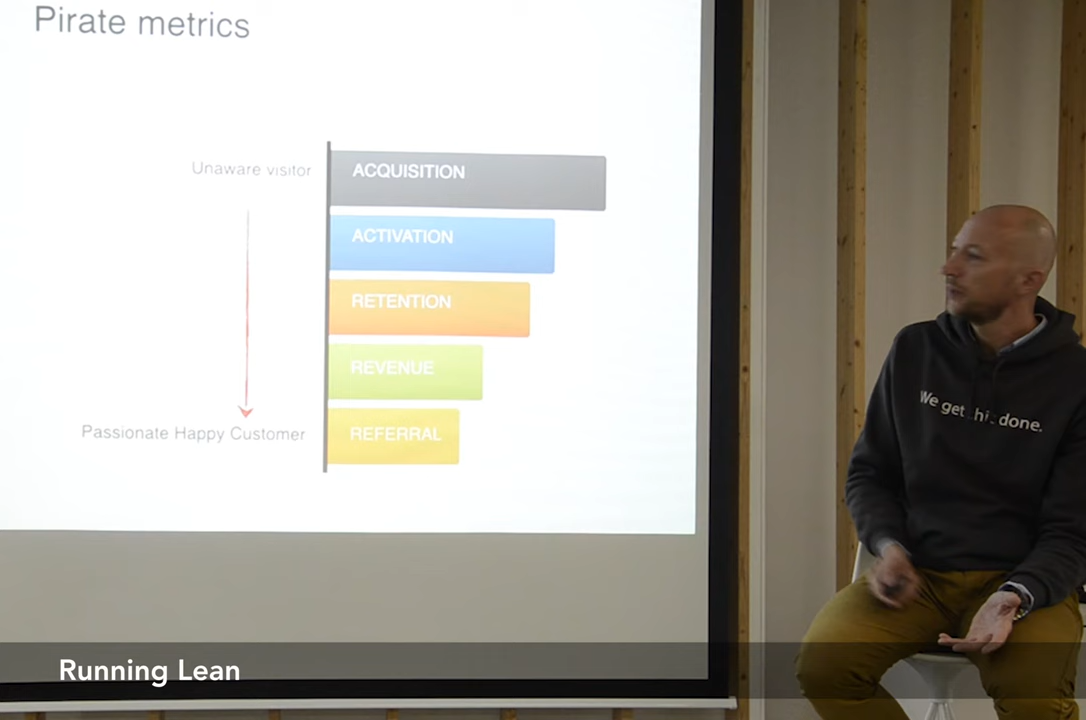 Pirate metrics
Unaware visitor
ACQUISITION
ACTIVATION
RETENTION
REVENUE
Passionate Happy Customer
REFERRAL
We get done.
Running Lean